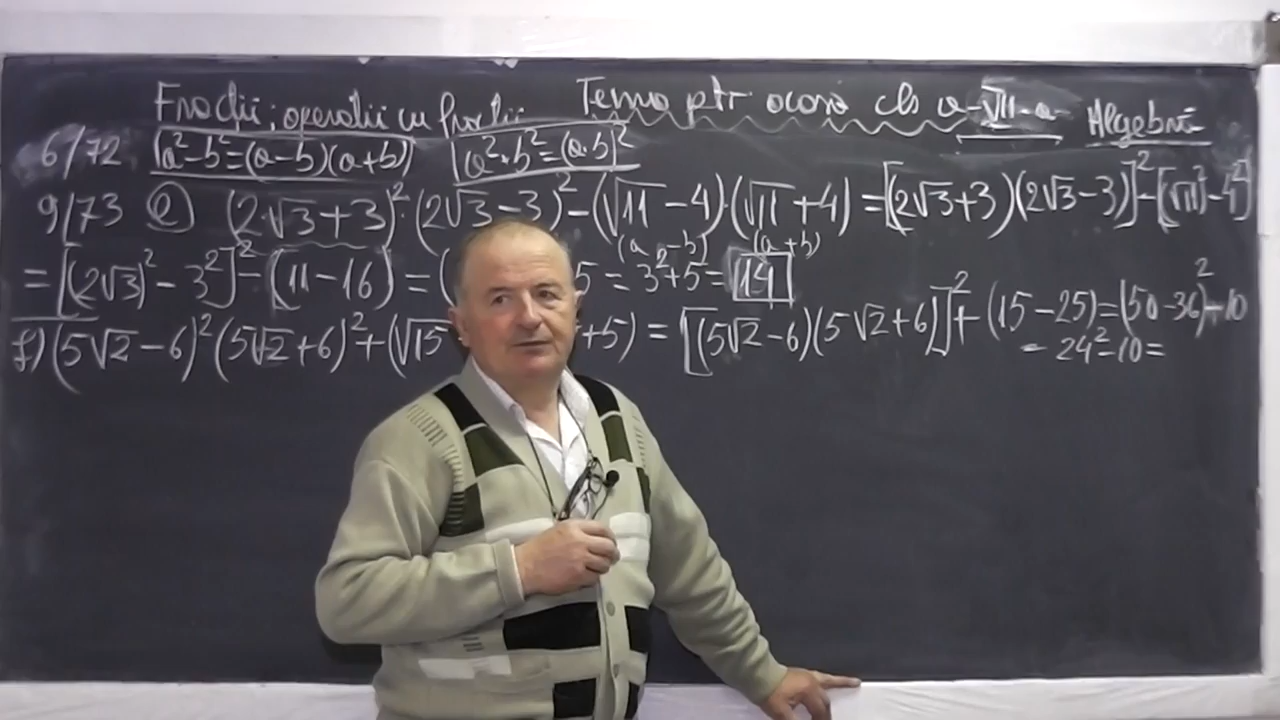 Fracții; operații cu fracții Tema ptr. acasă cls a-VII-a Algebră
6/72 a²-b²=(a-b)(a+b) a²·b²=(a·b)²
9/73 e) (2√3+3)²·(2√3-3)²-(√11-4)·(√11+4)=[(2√3+3)(2√3-3)]²-[√11²-4²]
(a-b) (a+b)
=[(2√3)²-3²]²-(11-16)=( 5=3²+5=14
f)(5√2-6)²(5√2+6)²+(√15 +5)=[(5√2-6)(5√2+6)]²+(15-25)=(50-36)²-10
=24²-10=